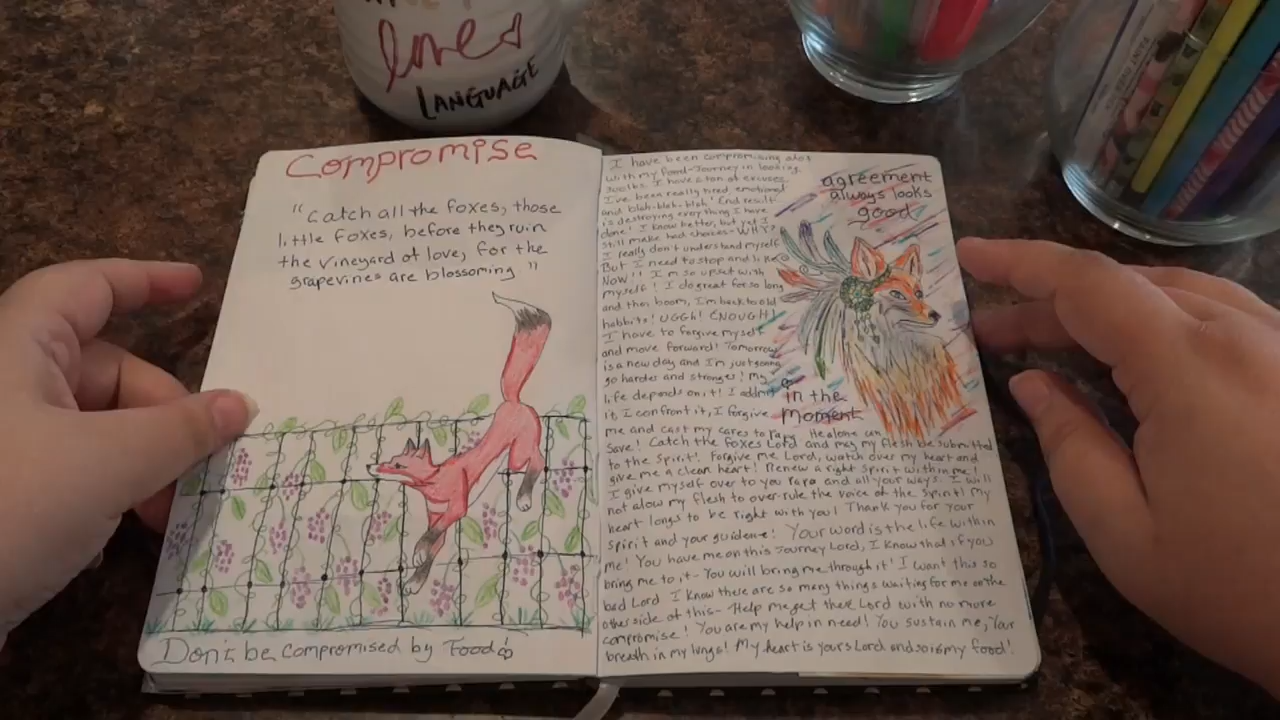 love
LANGUAGE
Compromise
"Catch all the foxes, those
little foxes, before they ruin
the vineyard of love, for the
grapevines are blossoming"
Don't be compromised by Food
I have been compromising alot
with my food-Journey in looking
I have a ton of excuses
I've been really tired emotional
and blah-blah-blah! End result
is destroying everything I have
done! I know better, but yet I
still make bad choices-WHY?
I really don't understand myself
But I need to stop and
NOW!! I'm so upset with
myself! I do great for so long
and then boom, I'm back to old
habbits! UGGH! ENOUGH!
I have to forgive myself
and move forward! Tomorrow
is a new day and I'm just gonna
go harder and stronger! My
life depends on it! I admit
it, I confront it, I forgive
me and cast my cares to Papa He alone can
Save! Catch the foxes Lord and may my flesh be submitted
to the Spirit! Forgive me Lord, watch over my heart and
give me a clean heart! Renew a right spirit within me!
I give myself over to you Papa and all your ways. I will
not alow my flesh to over-rule the voice of the Spirit! My
heart longs to be right with you! Thank you for your
spirit and your guidence! Your word is the life within
me! You have me on this Journey Lord, I know that if you
bring me to it- You will bring me through it! I want this so
bad Lord I know there are so many things waiting for me on the
other side of this- Help me get there Lord with no more
compromise! You are my help in need! You sustain me, Your
breath in my lungs! My heart is yours Lord and so is my food!
agreement
always looks
good
in the
Moment